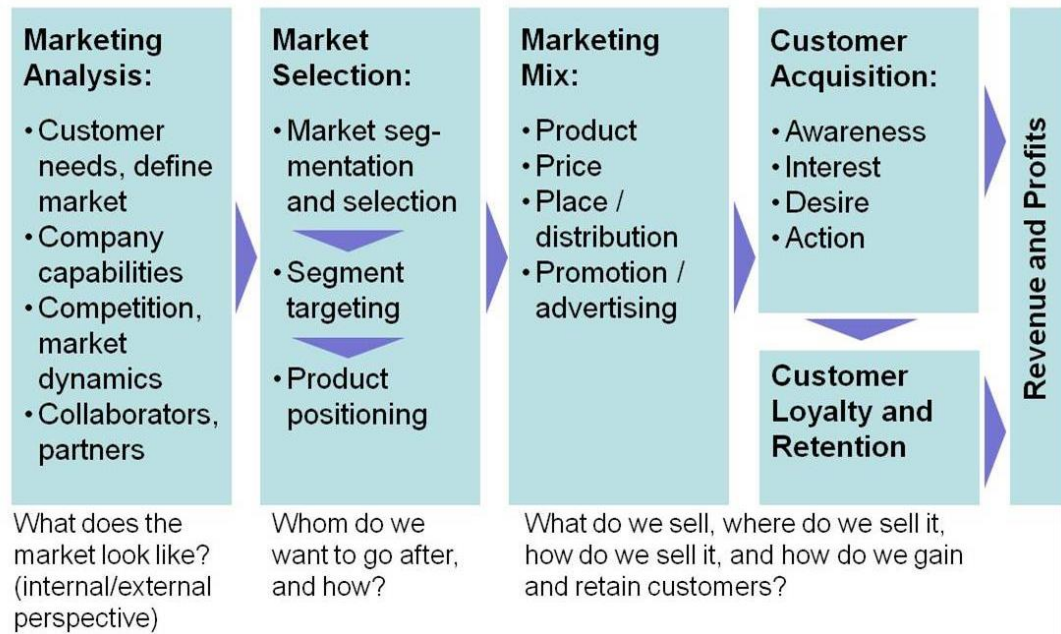 Marketing
Analysis:
• Customer
needs, define
market
• Company
capabilities
• Competition,
market
dynamics
• Collaborators,
partners
What does the
market look like?
(internal/external
perspective)
Market
Selection:
• Market seg-
mentation
and selection
• Segment
targeting
• Product
positioning
Whom do we
want to go after,
and how?
Marketing
Mix:
• Product
• Price
• Place /
distribution
• Promotion /
advertising
Customer
Acquisition:
• Awareness
• Interest
• Desire
• Action
Customer
Loyalty and
Retention
What do we sell, where do we sell it,
how do we sell it, and how do we gain
and retain customers?
Revenue and Profits